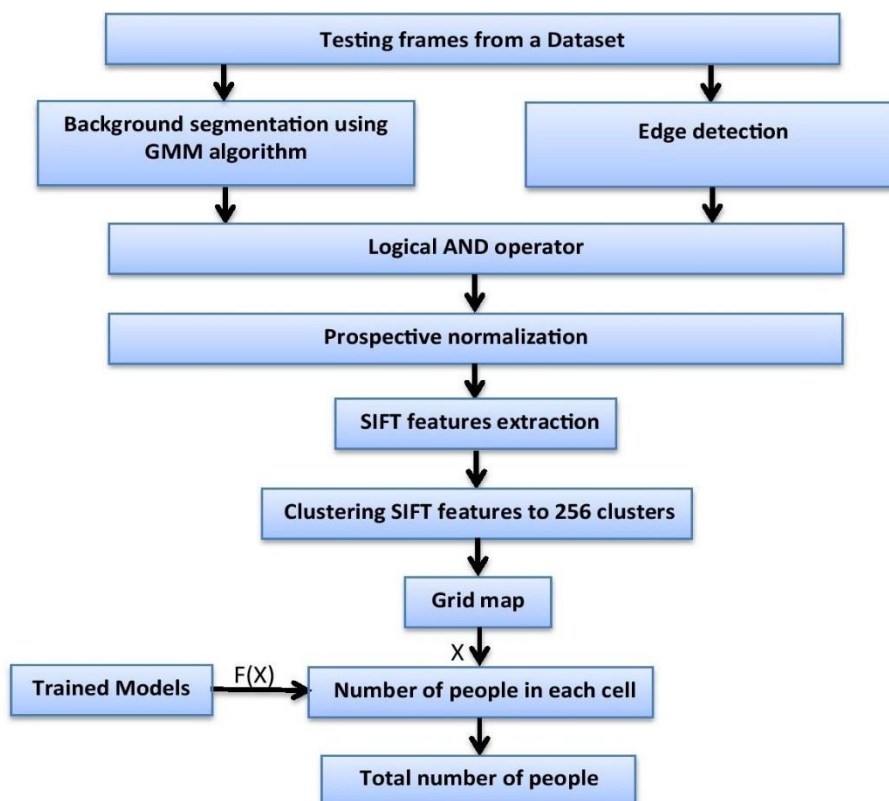 Testing frames from a Dataset
Background segmentation using
GMM algorithm
Edge detection
Logical AND operator
Prospective normalization
SIFT features extraction
Clustering SIFT features to 256 clusters
Grid map
X
Trained Models
F(X)
Number of people in each cell
Total number of people